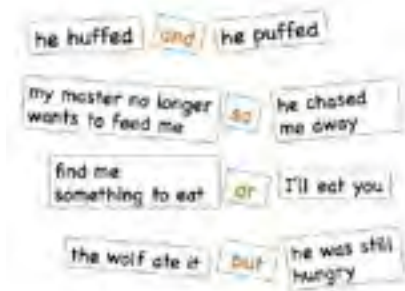 he huffed and he puffed
my master no longer wants to feed me so he chased me away
find me something to eat or I'll eat you
the wolf ate it but he was still hungry